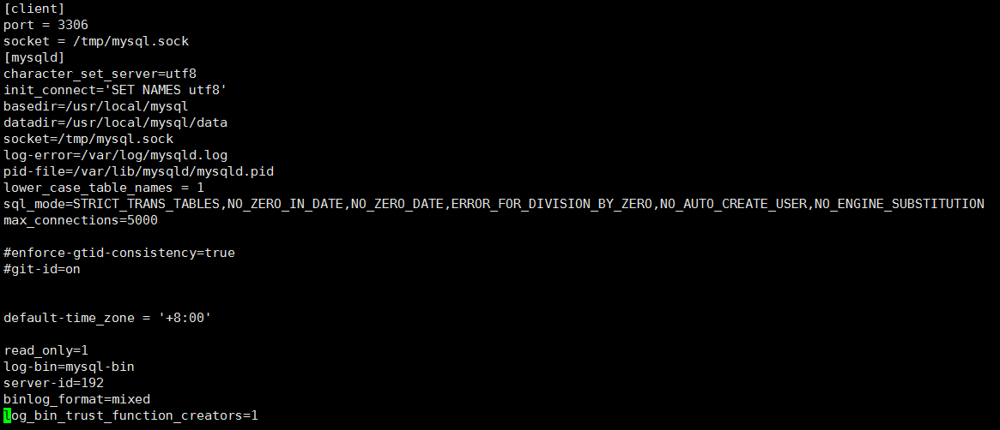 [client]
port = 3306
socket = /tmp/mysql.sock
[mysqld]
character_set_server=utf8
init_connect='SET NAMES utf8'
basedir=/usr/local/mysql
datadir=/usr/local/mysql/data
socket=/tmp/mysql.sock
log-error=/var/log/mysqld.log
pid-file=/var/lib/mysqld/mysqld.pid
lower_case_table_names = 1
sql_mode=STRICT_TRANS_TABLES,NO_ZERO_IN_DATE,NO_ZERO_DATE,ERROR_FOR_DIVISION_BY_ZERO,NO_AUTO_CREATE_USER,NO_ENGINE_SUBSTITUTION
max_connections=5000
#enforce-gtid-consistency=true
#git-id=on
default-time_zone = '+8:00'
read_only=1
log-bin=mysql-bin
server-id=192
binlog_format=mixed
log_bin_trust_function_creators=1